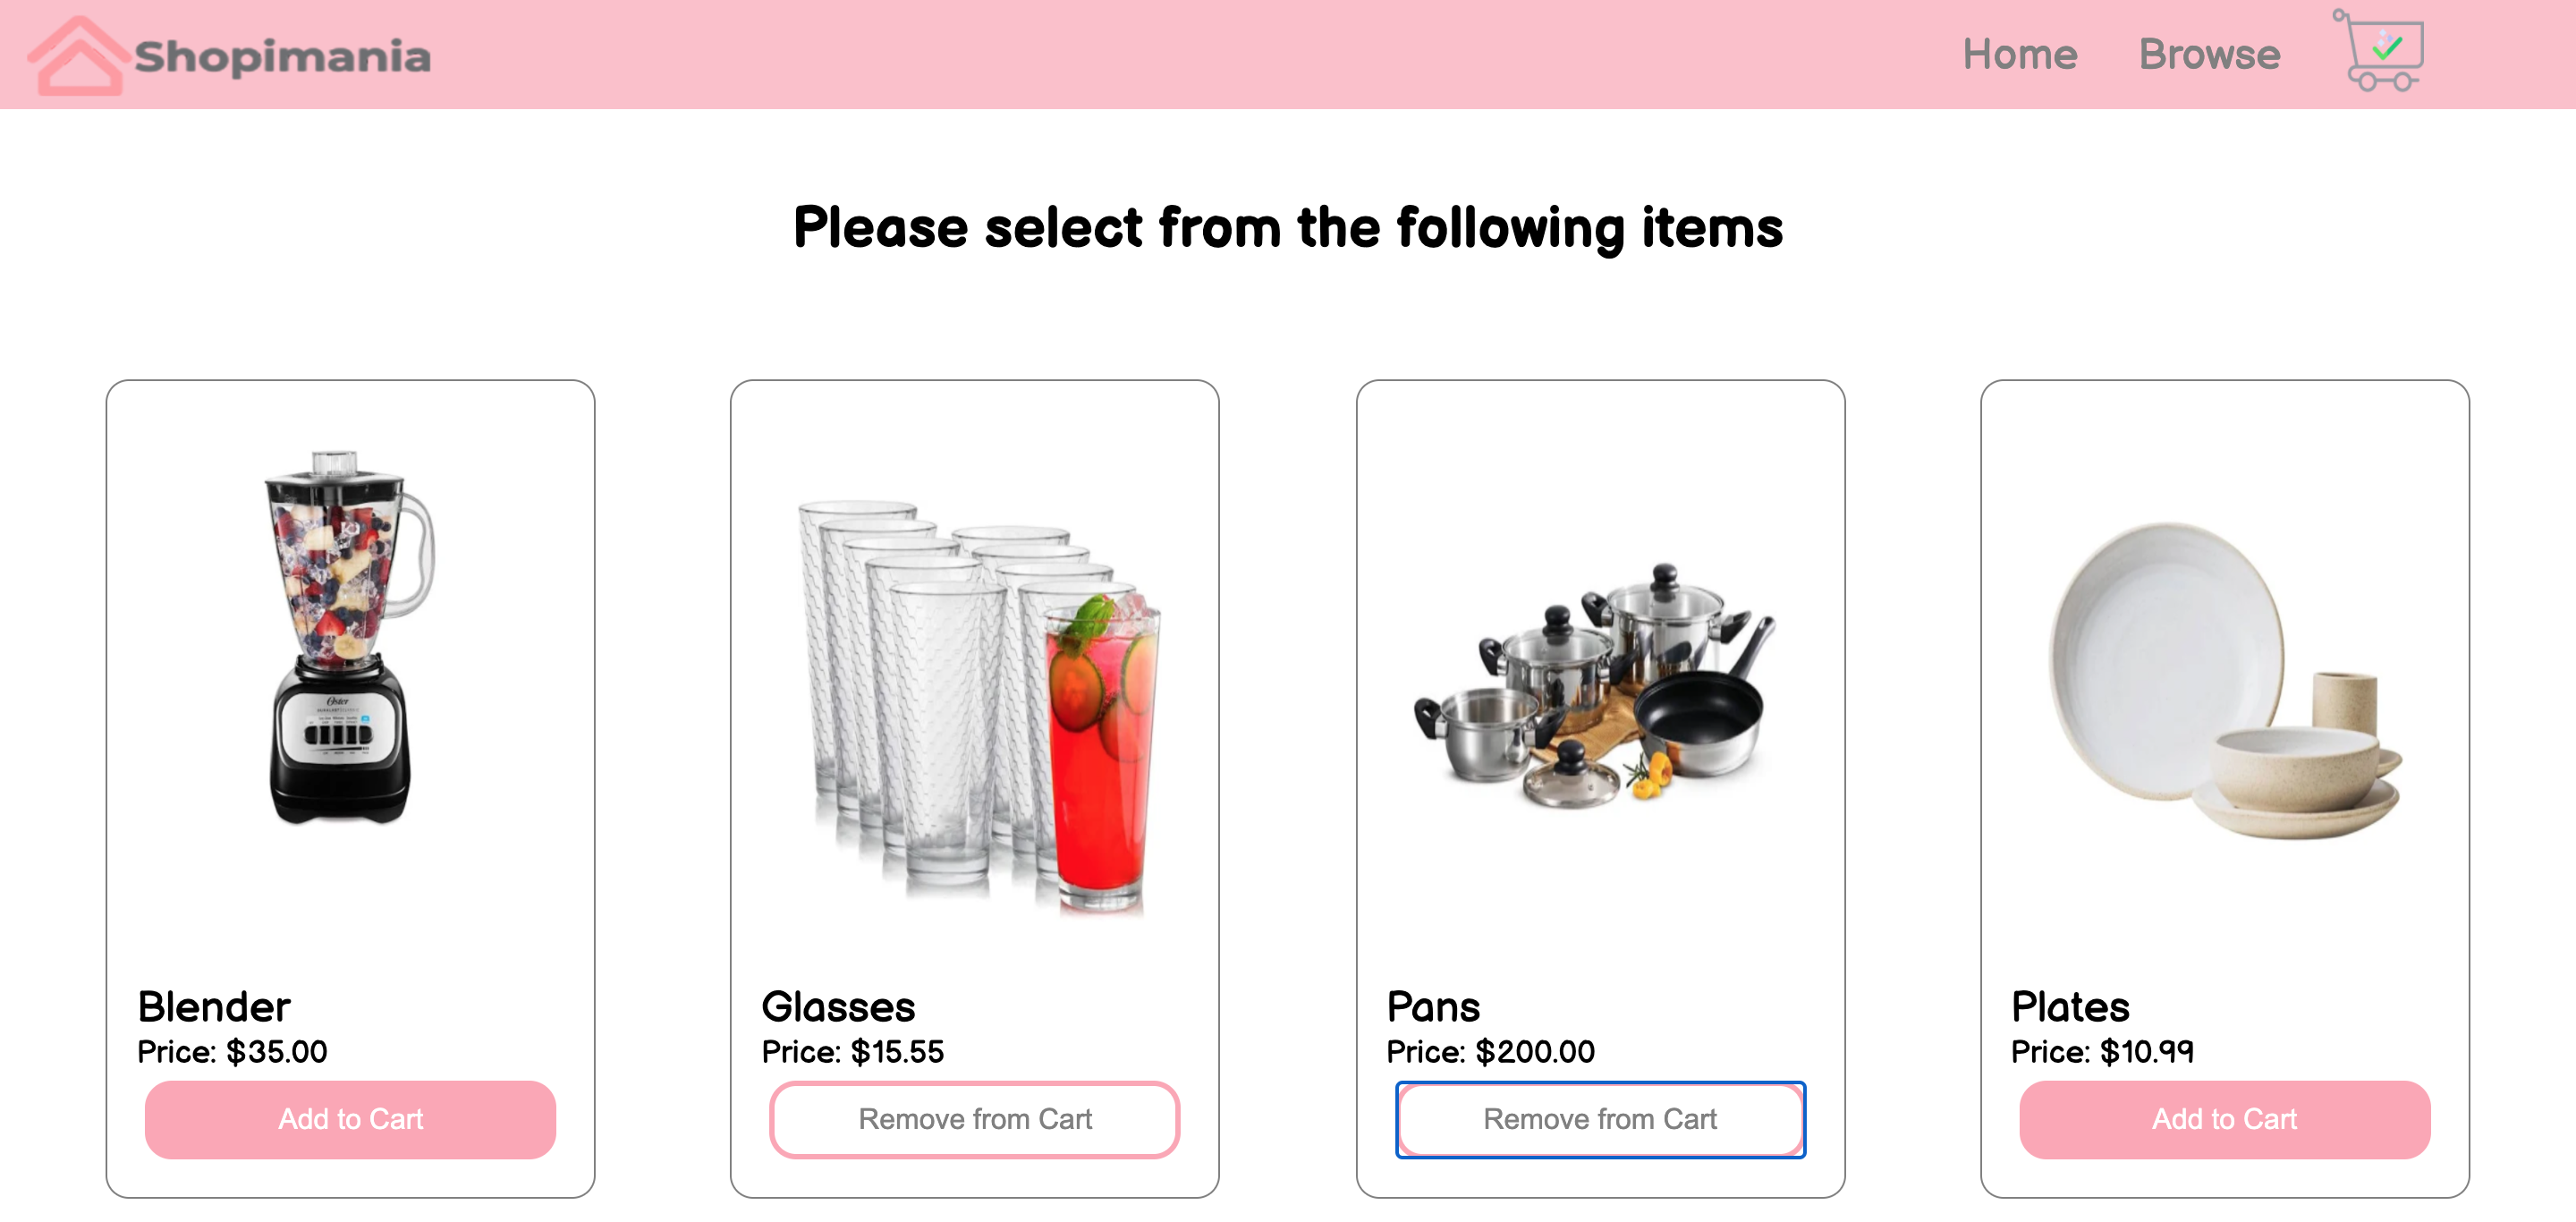 Shopimania
Home Browse
Please select from the following items
Oster
Blender
Price: $35.00
Add to Cart
Glasses
Price: $15.55
Remove from Cart
Pans
Price: $200.00
Remove from Cart
Plates
Price: $10.99
Add to Cart